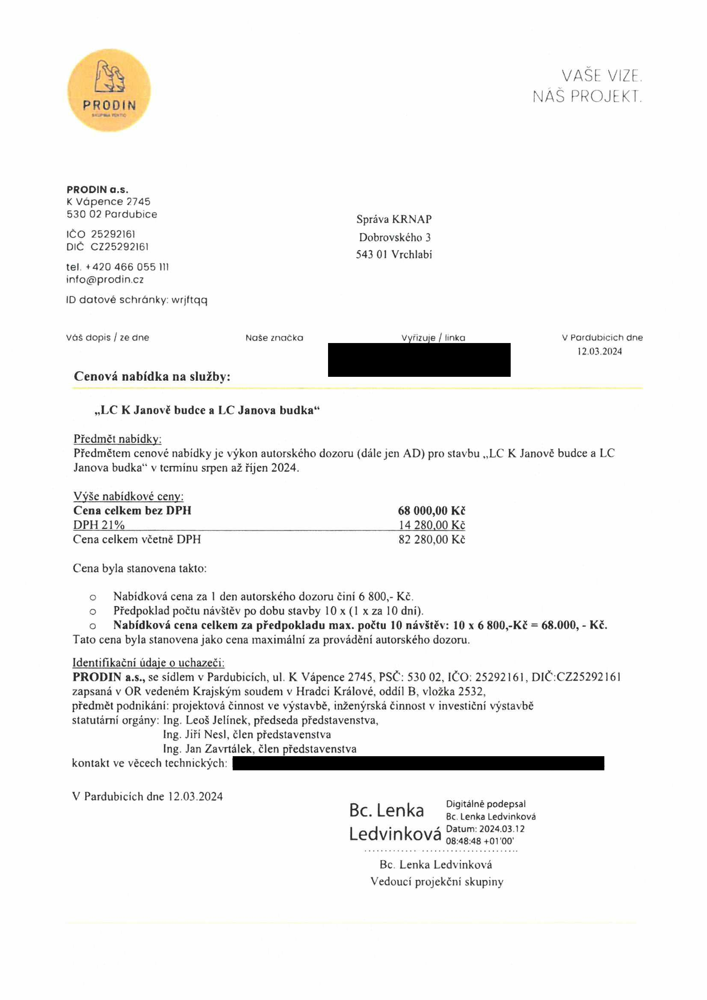 PRODIN
SKUPINA VENTIO
VAŠE VIZE.
NÁŠ PROJEKT.
PRODIN a.s.
K Vápence 2745
530 02 Pardubice
IČO 25292161
DIČ CZ25292161
tel. +420 466 055 111
info@prodin.cz
ID datové schránky: wrjftqq
Správa KRNAP
Dobrovského 3
543 01 Vrchlabí
Váš dopis / ze dne Naše značka Vyřizuje / linka V Pardubicích dne
12.03.2024
Cenová nabídka na služby:
„LC K Janově budce a LC Janova budka“
Předmět nabídky:
Předmětem cenové nabídky je výkon autorského dozoru (dále jen AD) pro stavbu „LC K Janově budce a LC
Janova budka“ v termínu srpen až říjen 2024.
Výše nabídkové ceny:
Cena celkem bez DPH 68 000,00 Kč
DPH 21% 14 280,00 Kč
Cena celkem včetně DPH 82 280,00 Kč
Cena byla stanovena takto:
o Nabídková cena za 1 den autorského dozoru činí 6 800,- Kč.
o Předpoklad počtu návštěv po dobu stavby 10 x (1 x za 10 dní).
o Nabídková cena celkem za předpokladu max. počtu 10 návštěv: 10 x 6 800,-Kč = 68.000, - Kč.
Tato cena byla stanovena jako cena maximální za provádění autorského dozoru.
Identifikační údaje o uchazeči:
PRODIN a.s., se sídlem v Pardubicích, ul. K Vápence 2745, PSČ: 530 02, IČO: 25292161, DIČ:CZ25292161
zapsaná v OR vedeném Krajským soudem v Hradci Králové, oddíl B, vložka 2532,
předmět podnikání: projektová činnost ve výstavbě, inženýrská činnost v investiční výstavbě
statutární orgány: Ing. Leoš Jelínek, předseda představenstva,
Ing. Jiří Nesl, člen představenstva
Ing. Jan Zavrtálek, člen představenstva
kontakt ve věcech technických:
V Pardubicích dne 12.03.2024
Bc. Lenka
Ledvinková
Digitálně podepsal
Bc. Lenka Ledvinková
Datum: 2024.03.12
08:48:48 +01'00'
Bc. Lenka Ledvinková
Vedoucí projekční skupiny